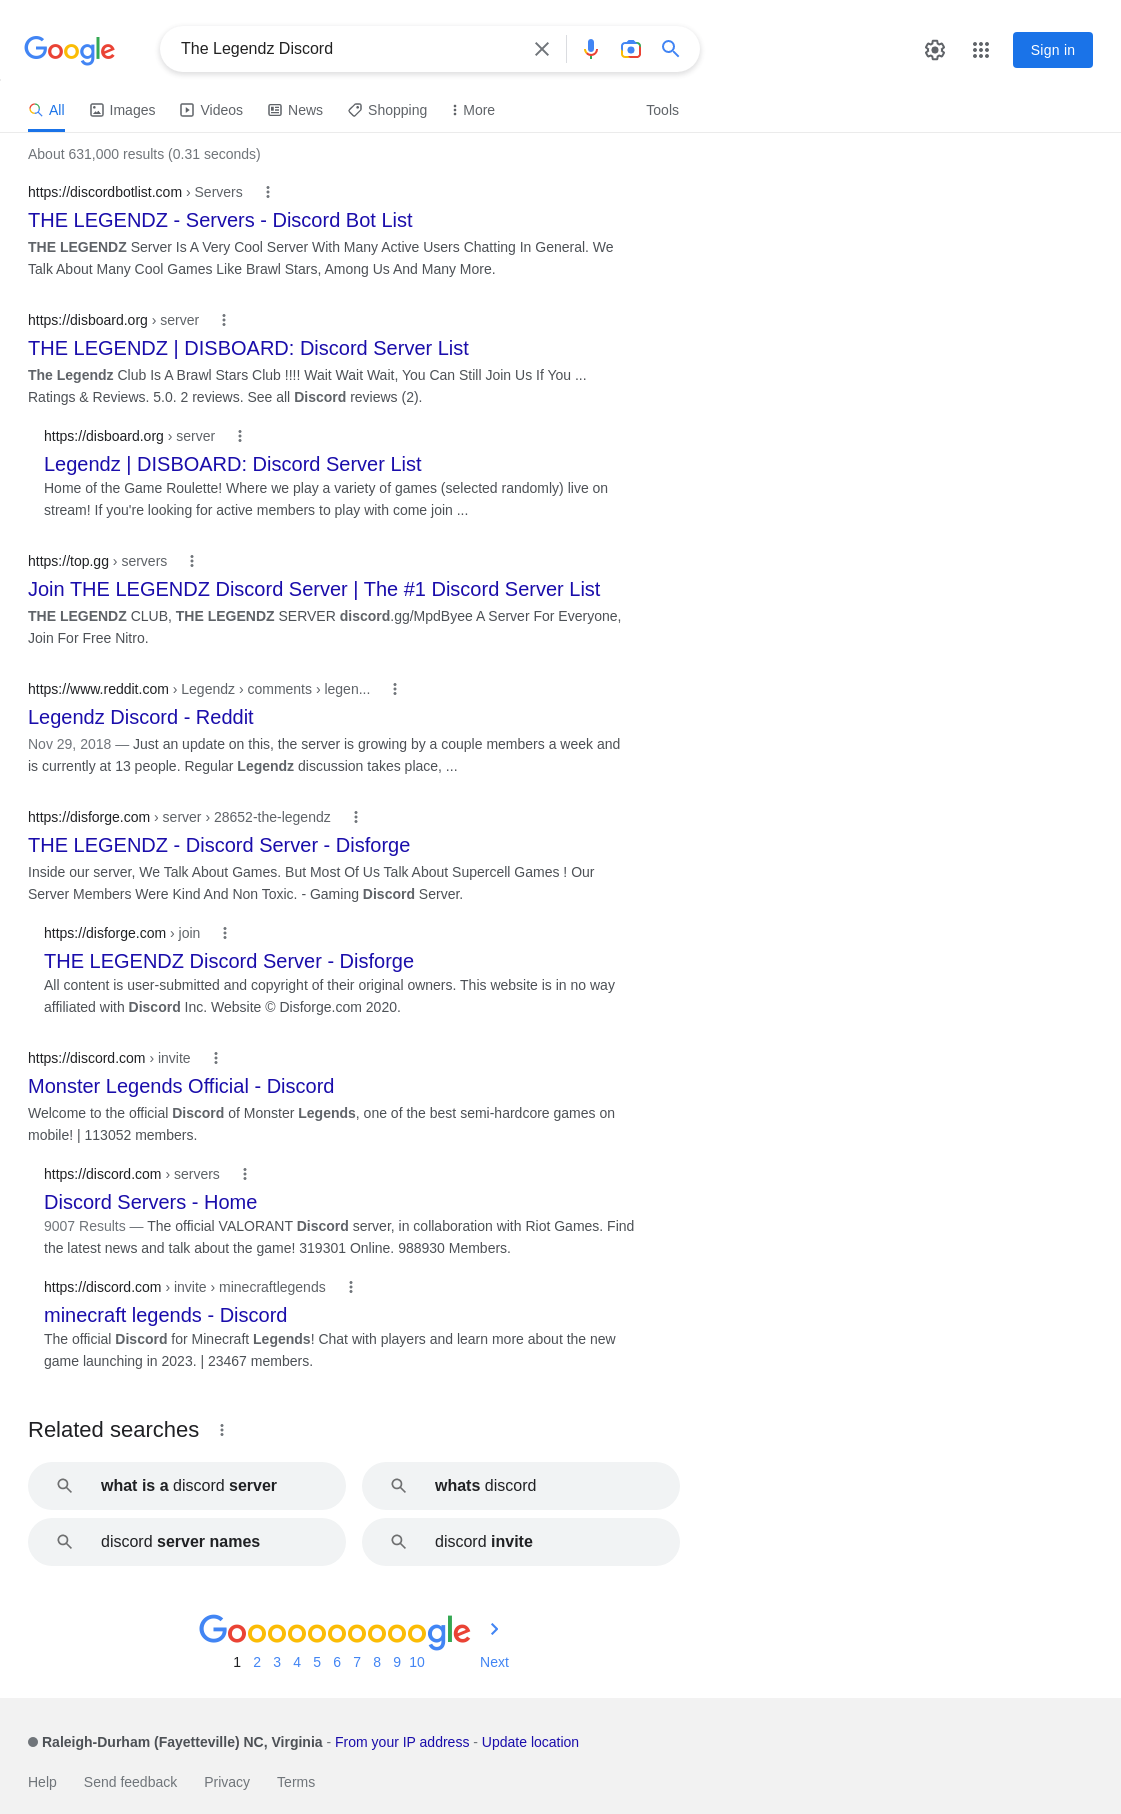 Google
The Legendz Discord
Sign in
All Images Videos News Shopping More Tools
About 631,000 results (0.31 seconds)
https://discordbotlist.com › Servers
THE LEGENDZ - Servers - Discord Bot List
THE LEGENDZ Server Is A Very Cool Server With Many Active Users Chatting In General. We
Talk About Many Cool Games Like Brawl Stars, Among Us And Many More.
https://disboard.org › server
THE LEGENDZ | DISBOARD: Discord Server List
The Legendz Club Is A Brawl Stars Club !!!! Wait Wait Wait, You Can Still Join Us If You ...
Ratings & Reviews. 5.0. 2 reviews. See all Discord reviews (2).
https://disboard.org › server
Legendz | DISBOARD: Discord Server List
Home of the Game Roulette! Where we play a variety of games (selected randomly) live on
stream! If you're looking for active members to play with come join ...
https://top.gg › servers
Join THE LEGENDZ Discord Server | The #1 Discord Server List
THE LEGENDZ CLUB, THE LEGENDZ SERVER discord.gg/MpdByee A Server For Everyone,
Join For Free Nitro.
https://www.reddit.com › Legendz › comments › legen...
Legendz Discord - Reddit
Nov 29, 2018 — Just an update on this, the server is growing by a couple members a week and
is currently at 13 people. Regular Legendz discussion takes place, ...
https://disforge.com › server › 28652-the-legendz
THE LEGENDZ - Discord Server - Disforge
Inside our server, We Talk About Games. But Most Of Us Talk About Supercell Games ! Our
Server Members Were Kind And Non Toxic. - Gaming Discord Server.
https://disforge.com › join
THE LEGENDZ Discord Server - Disforge
All content is user-submitted and copyright of their original owners. This website is in no way
affiliated with Discord Inc. Website © Disforge.com 2020.
https://discord.com › invite
Monster Legends Official - Discord
Welcome to the official Discord of Monster Legends, one of the best semi-hardcore games on
mobile! | 113052 members.
https://discord.com › servers
Discord Servers - Home
9007 Results — The official VALORANT Discord server, in collaboration with Riot Games. Find
the latest news and talk about the game! 319301 Online. 988930 Members.
https://discord.com › invite › minecraftlegends
minecraft legends - Discord
The official Discord for Minecraft Legends! Chat with players and learn more about the new
game launching in 2023. | 23467 members.
Related searches
what is a discord server
whats discord
discord server names
discord invite
Goooooooooogle
1 2 3 4 5 6 7 8 9 10 Next
Raleigh-Durham (Fayetteville) NC, Virginia - From your IP address - Update location
Help Send feedback Privacy Terms